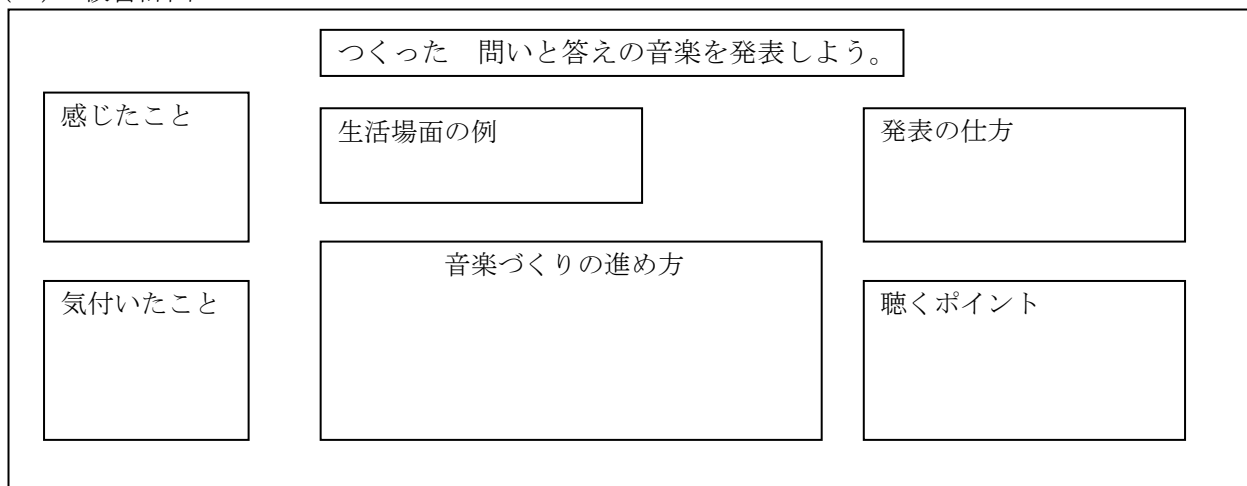 つくった　問いと答えの音楽を発表しよう。
感じたこと
生活場面の例
発表の仕方
音楽づくりの進め方
気付いたこと
聴くポイント